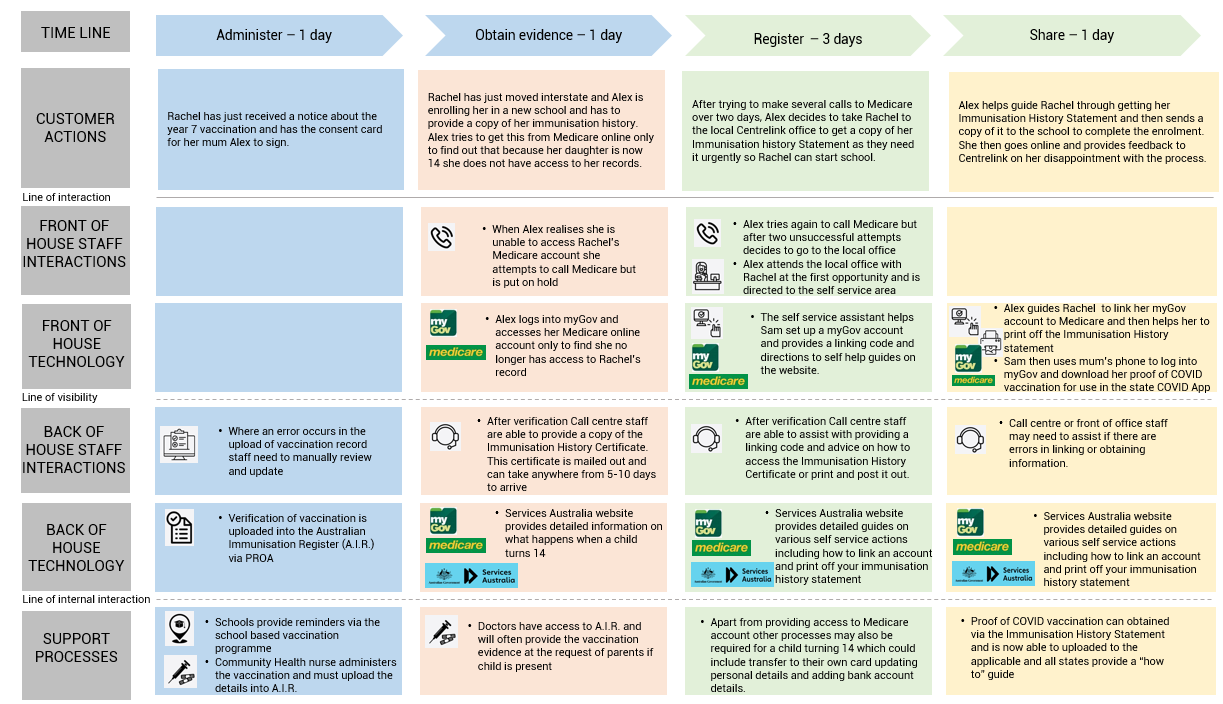 TIME LINE
Administer – 1 day
Obtain evidence – 1 day
Register – 3 days
Share – 1 day
CUSTOMER
ACTIONS
Rachel has just received a notice about the
year 7 vaccination and has the consent card
for her mum Alex to sign.
Rachel has just moved interstate and Alex is
enrolling her in a new school and has to
provide a copy of her immunisation history.
Alex tries to get this from Medicare online only
to find out that because her daughter is now
14 she does not have access to her records.
After trying to make several calls to Medicare
over two days, Alex decides to take Rachel to
the local Centrelink office to get a copy of her
Immunisation history Statement as they need
it urgently so Rachel can start school.
Alex helps guide Rachel through getting her
Immunisation History Statement and then sends a
copy of it to the school to complete the enrolment.
She then goes online and provides feedback to
Centrelink on her disappointment with the process.
Line of interaction
FRONT OF
HOUSE STAFF
INTERACTIONS
• When Alex realises she is
unable to access Rachel's
Medicare account she
attempts to call Medicare but
is put on hold
• Alex tries again to call Medicare but
after two unsuccessful attempts
decides to go to the local office
• Alex attends the local office with
Rachel at the first opportunity and is
directed to the self service area
FRONT OF
HOUSE
TECHNOLOGY
my
Gov
medicare
• Alex logs into myGov and
accesses her Medicare online
account only to find she no
longer has access to Rachel's
record
my
Gov
medicare
• The self service assistant helps
Sam set up a myGov account
and provides a linking code and
directions to self help guides on
the website.
my
Gov
medicare
• Alex guides Rachel to link her myGov
account to Medicare and then helps her to
print off the Immunisation History
statement
• Sam then uses mum's phone to log into
myGov and download her proof of COVID
vaccination for use in the state COVID App
Line of visibility
BACK OF
HOUSE STAFF
INTERACTIONS
• Where an error occurs in the
upload of vaccination record
staff need to manually review
and update
• After verification Call centre staff
are able to provide a copy of the
Immunisation History Certificate.
This certificate is mailed out and
can take anywhere from 5-10 days
to arrive
• After verification Call centre staff
are able to assist with providing a
linking code and advice on how to
access the Immunisation History
Certificate or print and post it out.
• Call centre or front of office staff
may need to assist if there are
errors in linking or obtaining
information.
BACK OF
HOUSE
TECHNOLOGY
• Verification of vaccination is
uploaded into the Australian
Immunisation Register (A.I.R.)
via PROA
my
Gov
medicare
Australian Government
Services
Australia
• Services Australia website
provides detailed information on
what happens when a child
turns 14
my
Gov
medicare
Australian Government
Services
Australia
• Services Australia website
provides detailed guides on
various self service actions
including how to link an account
and print off your immunisation
history statement
my
Gov
medicare
Australian Government
Services
Australia
• Services Australia website
provides detailed guides on
various self service actions
including how to link an account
and print off your immunisation
history statement
Line of internal interaction
SUPPORT
PROCESSES
• Schools provide reminders via the
school based vaccination
programme
• Community Health nurse administers
the vaccination and must upload the
details into A.I.R.
• Doctors have access to A.I.R. and
will often provide the vaccination
evidence at the request of parents if
child is present
• Apart from providing access to Medicare
account other processes may also be
required for a child turning 14 which could
include transfer to their own card updating
personal details and adding bank account
details.
• Proof of COVID vaccination can obtained
via the Immunisation History Statement
and is now able to uploaded to the
applicable and all states provide a “how
to” guide